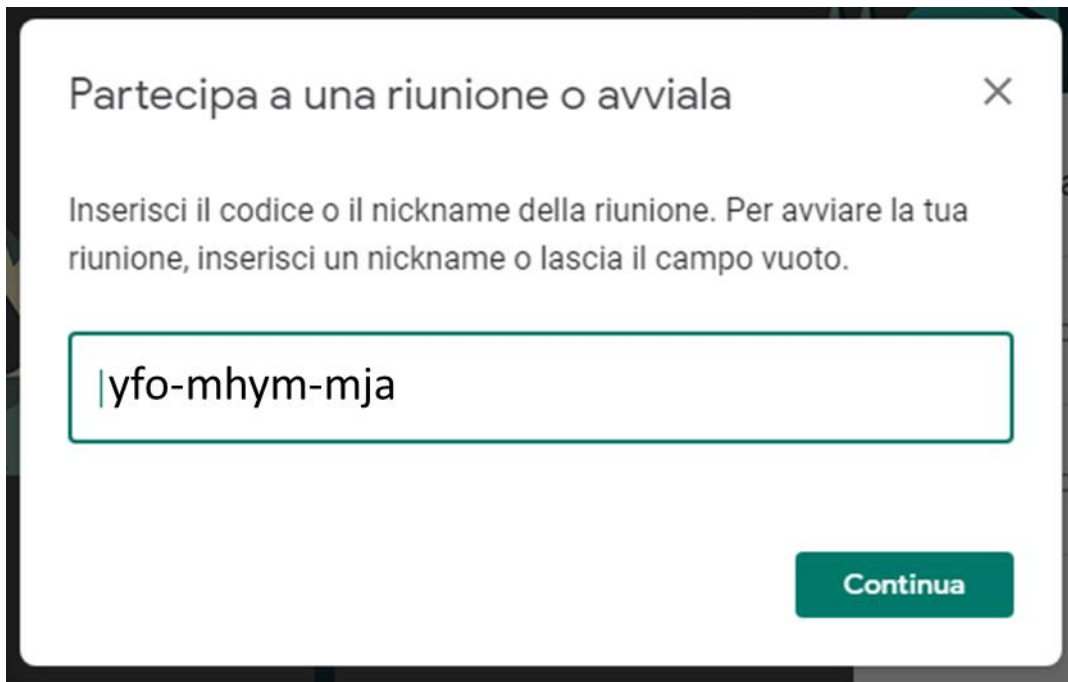 Partecipa a una riunione o avviala
Inserisci il codice o il nickname della riunione. Per avviare la tua
riunione, inserisci un nickname o lascia il campo vuoto.
yfo-mhym-mja
Continua